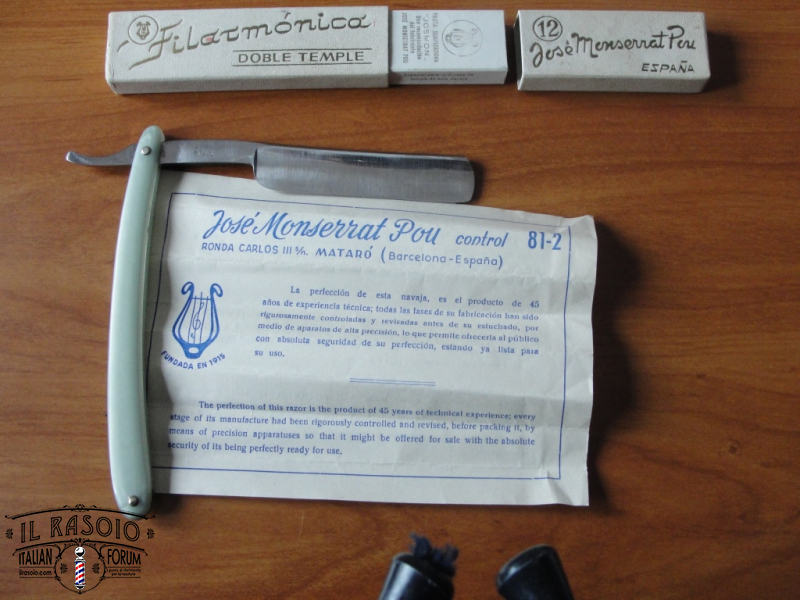 Filarmónica
DOBLE TEMPLE
JOSMON.
12
José Monserrat Pou
ESPAÑA
José Monserrat Pou control 81-2
RONDA CARLOS III S/n. MATARÓ (Barcelona-España)
La perfección de esta navaja, es el producto de 45
años de experiencia técnica; todas las fases de su fabricación han sido
rigurosamente controladas y revisadas antes de su estuchado, por
medio de aparatos de alta precisión, lo que permite ofrecerla al público
con absoluta seguridad de su perfección, estando ya lista para
su uso.
FUNDADA EN 1915
The perfection of this razor is the product of 45 years of technical experience; every
stage of its manufacture had been rigorously controlled and revised, before packing it, by
means of precision apparatuses so that it might be offered for sale with the absolute
security of its being perfectly ready for use.
IL RASOIO
ITALIAN FORUM
ilrasoio.com